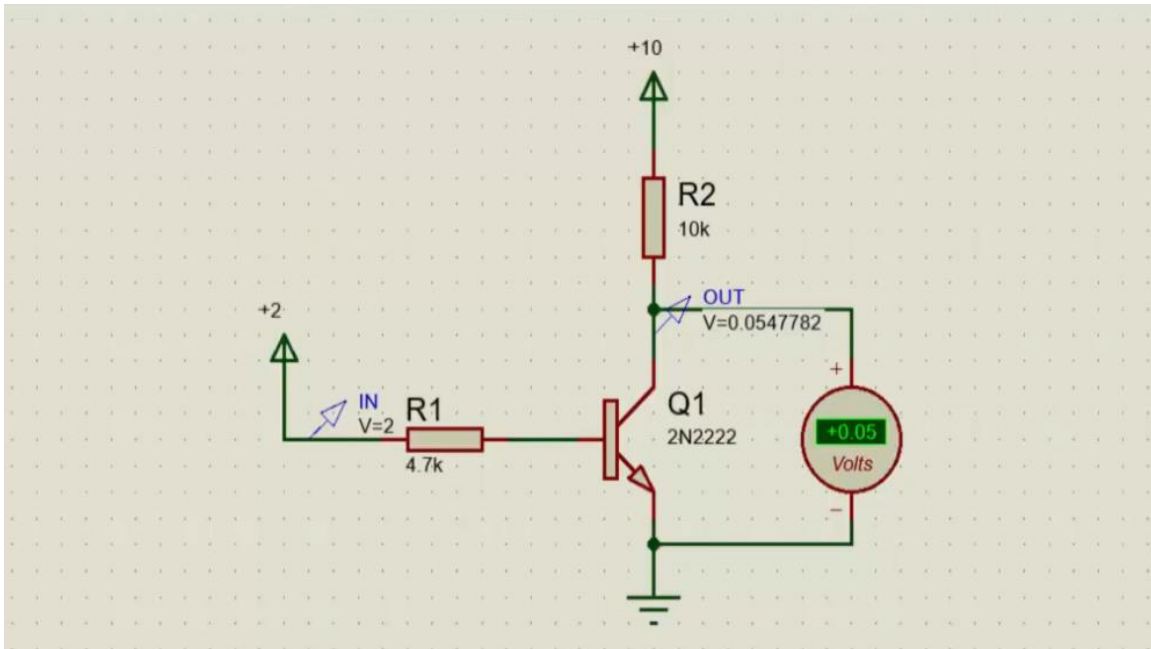 +10
R2
10k
+2
OUT
V=0.0547782
+
IN
V=2
R1
4.7k
Q1
2N2222
+0.05
Volts
−